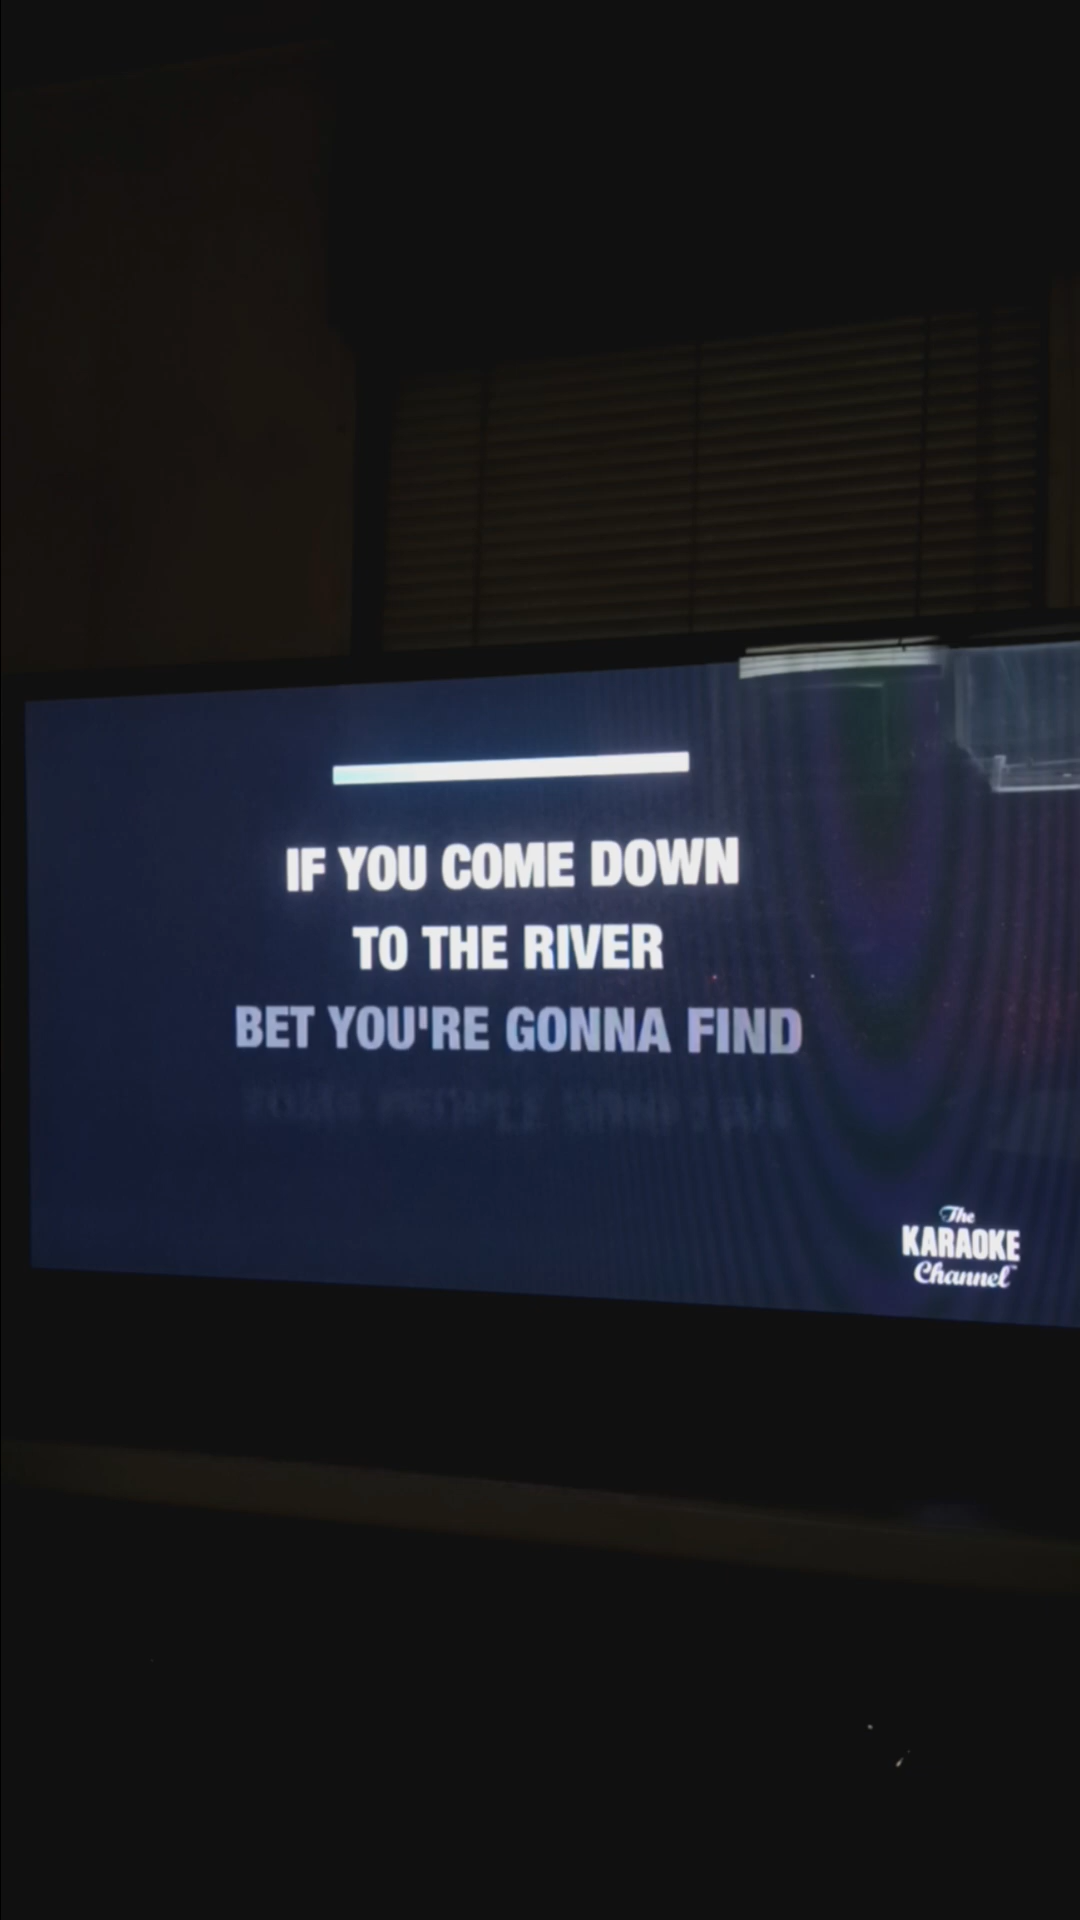 IF YOU COME DOWN
TO THE RIVER
BET YOU'RE GONNA FIND
The
KARAOKE
Channel